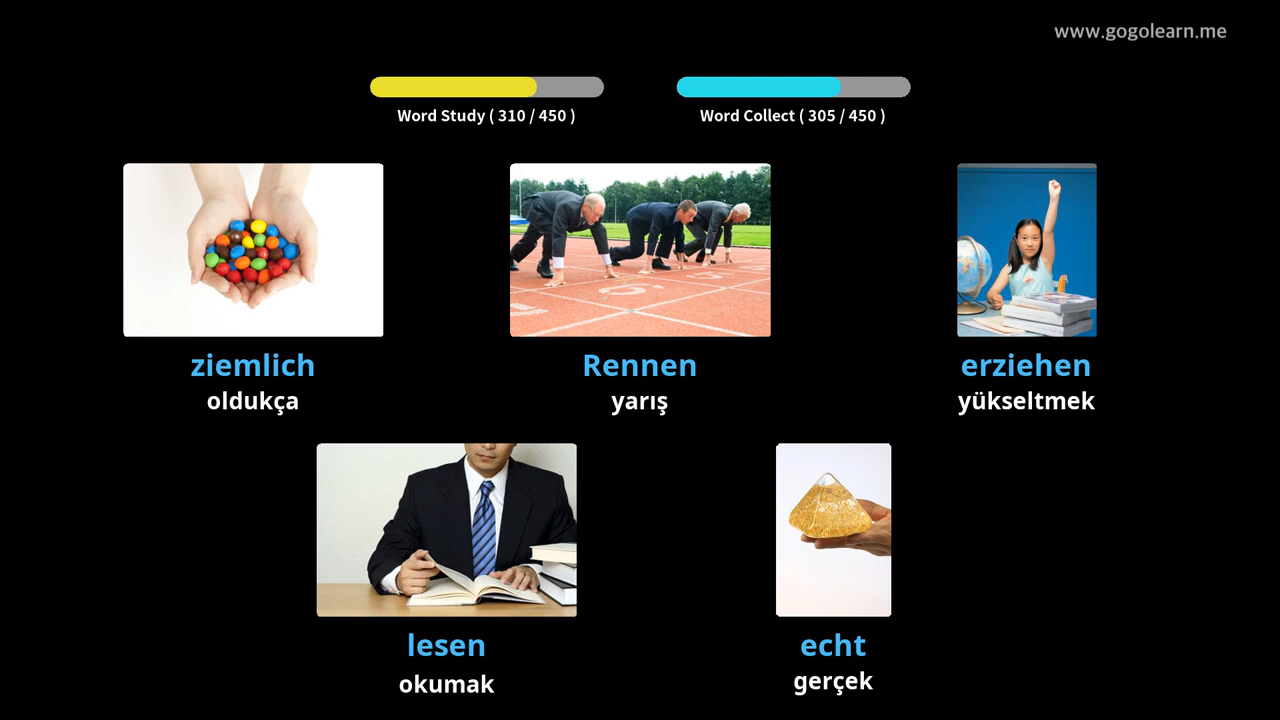 www.gogolearn.me
Word Study ( 310 / 450 )
Word Collect ( 305 / 450 )
ziemlich
oldukça
Rennen
yarış
erziehen
yükseltmek
lesen
okumak
echt
gerçek